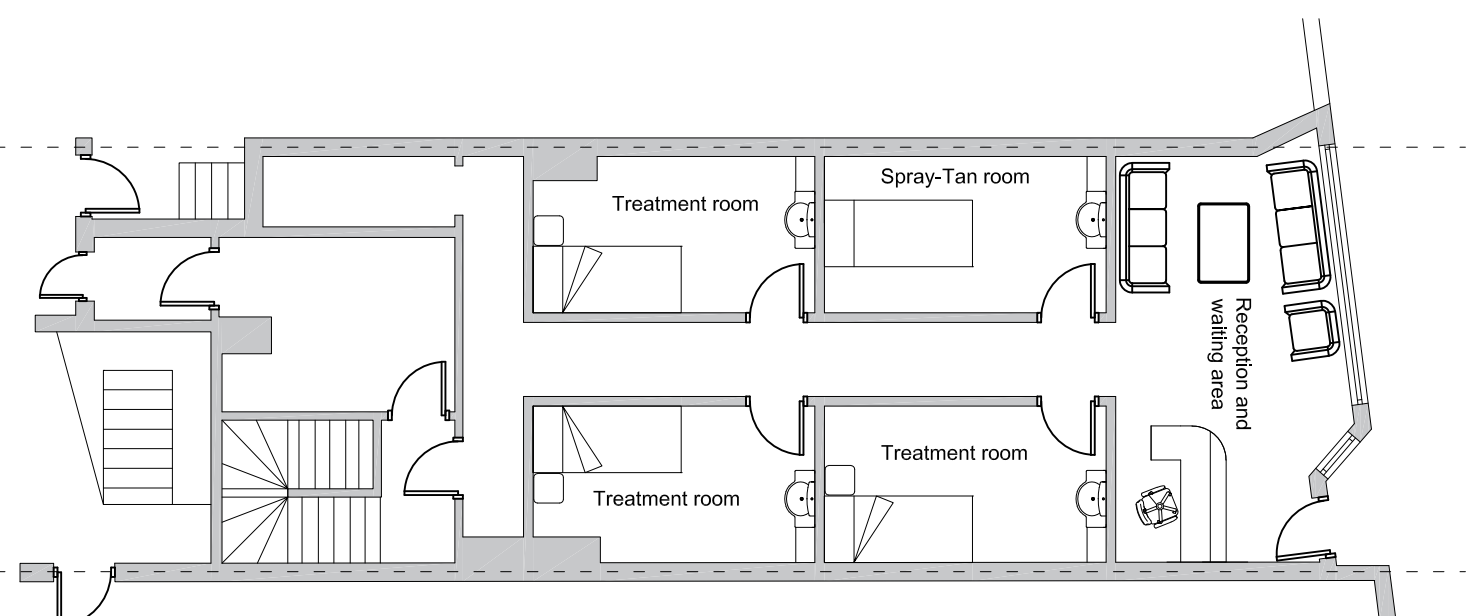 Treatment room
Spray-Tan room
Reception and
waiting area
Treatment room
Treatment room